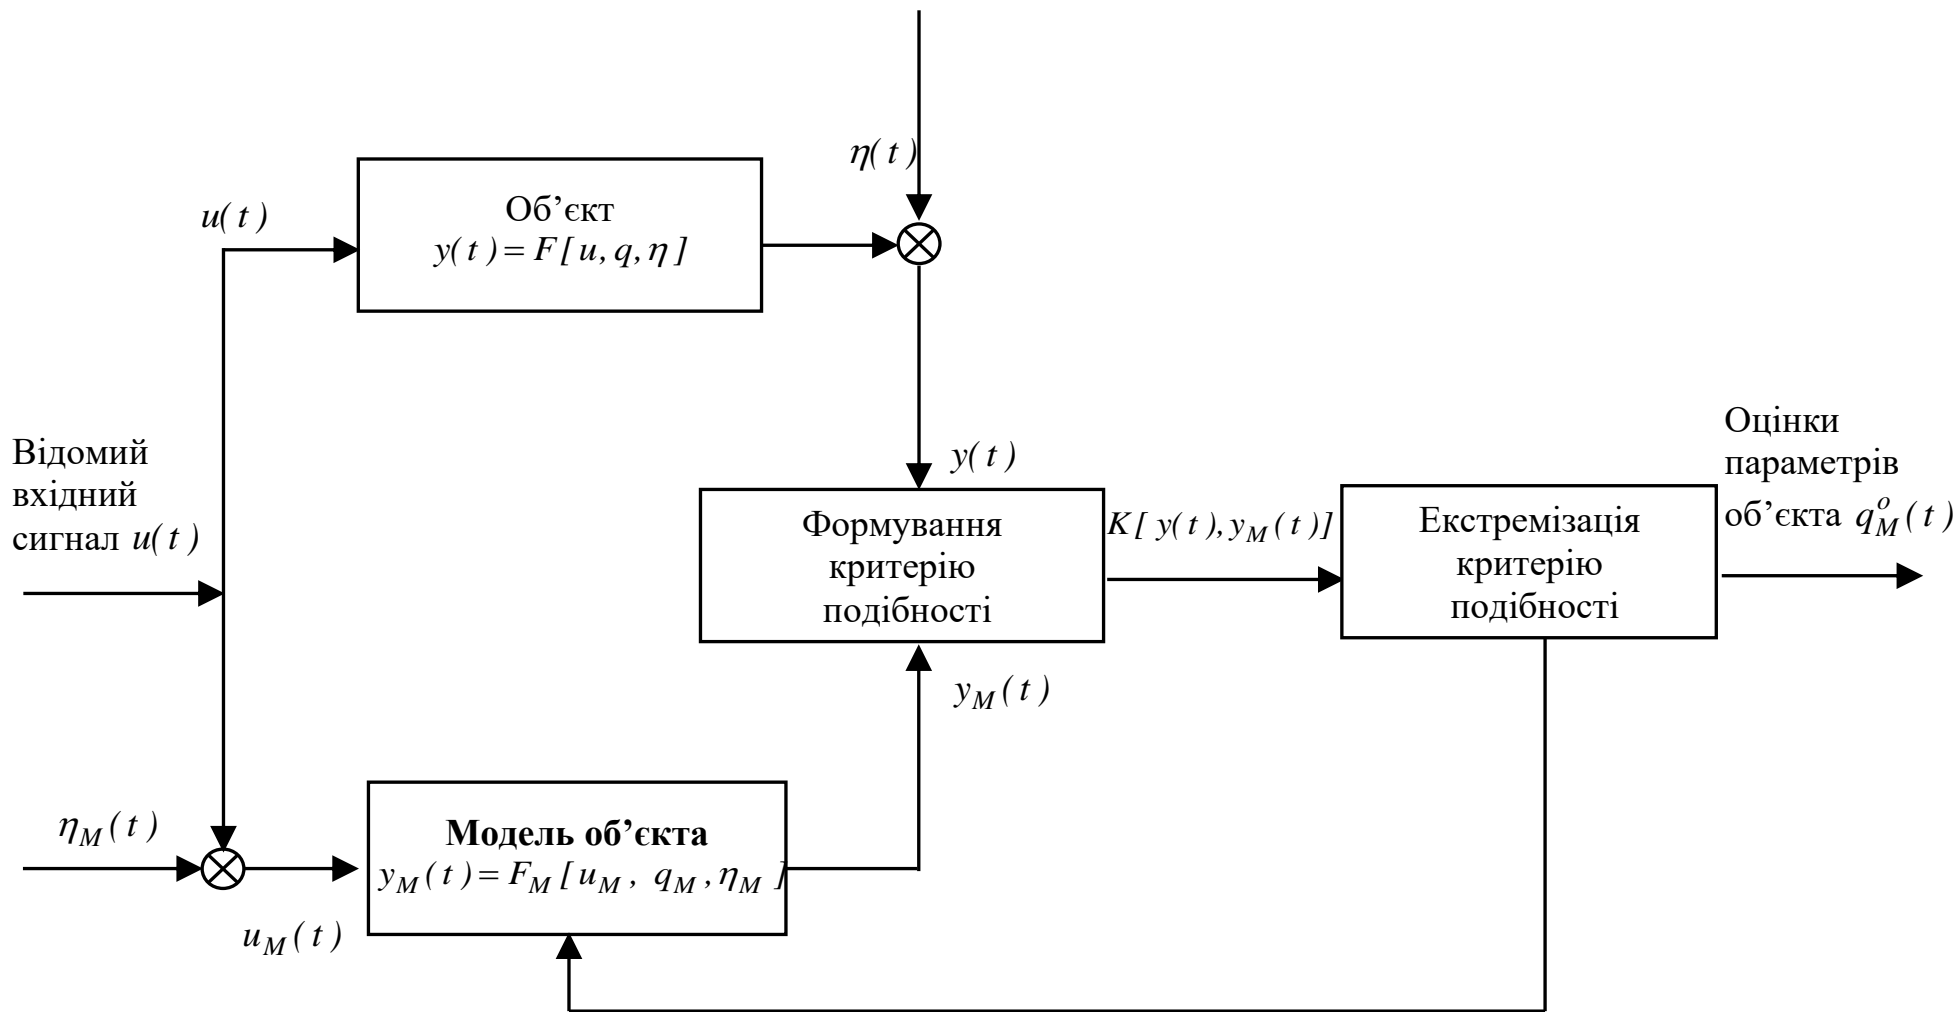 η( t )
u( t )
Об’єкт
y( t ) = F [ u , q , η ]
Відомий
вхідний
сигнал u( t )
y( t )
Формування
критерію
подібності
K [ y( t ) , y_M ( t ) ]
Екстремізація
критерію
подібності
Оцінки
параметрів
об’єкта q_M^o ( t )
y_M ( t )
η_M ( t )
Модель об’єкта
y_M ( t ) = F_M [ u_M , q_M , η_M ]
u_M ( t )